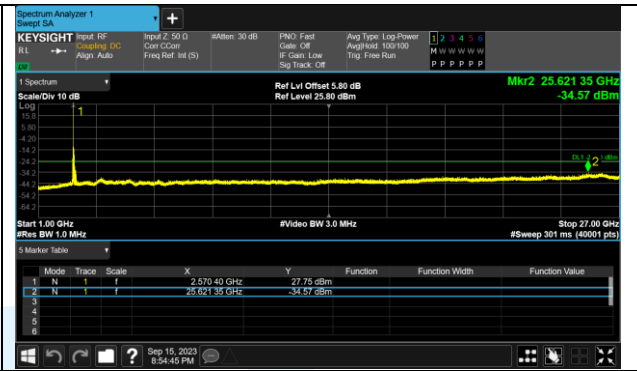 Spectrum Analyzer 1
Swept SA
+
KEYSIGHT Input: RF Input Z: 50 Ω #Atten: 30 dB PNO: Fast Avg Type: Log-Power 1 2 3 4 5 6
RL Coupling: DC Corr CCorr Gate: Off Avg|Hold: 100/100 M W W W W W
Align: Auto Freq Ref: Int (S) IF Gain: Low Trig: Free Run
Sig Track: Off P P P P P P
1 Spectrum Ref Lvl Offset 5.80 dB Mkr2 25.621 35 GHz
Scale/Div 10 dB Ref Level 25.80 dBm -34.57 dBm
Log
15.8
5.80
-4.20
-14.2
-24.2
-34.2
-44.2
-54.2
-64.2
1
2
Start 1.00 GHz #Video BW 3.0 MHz Stop 27.00 GHz
#Res BW 1.0 MHz #Sweep 301 ms (40001 pts)
5 Marker Table
Mode Trace Scale X Y Function Function Width Function Value
1 N 1 f 2.570 40 GHz 27.75 dBm
2 N 1 f 25.621 35 GHz -34.57 dBm
3
4
5
6
? Sep 15, 2023
8:54:45 PM